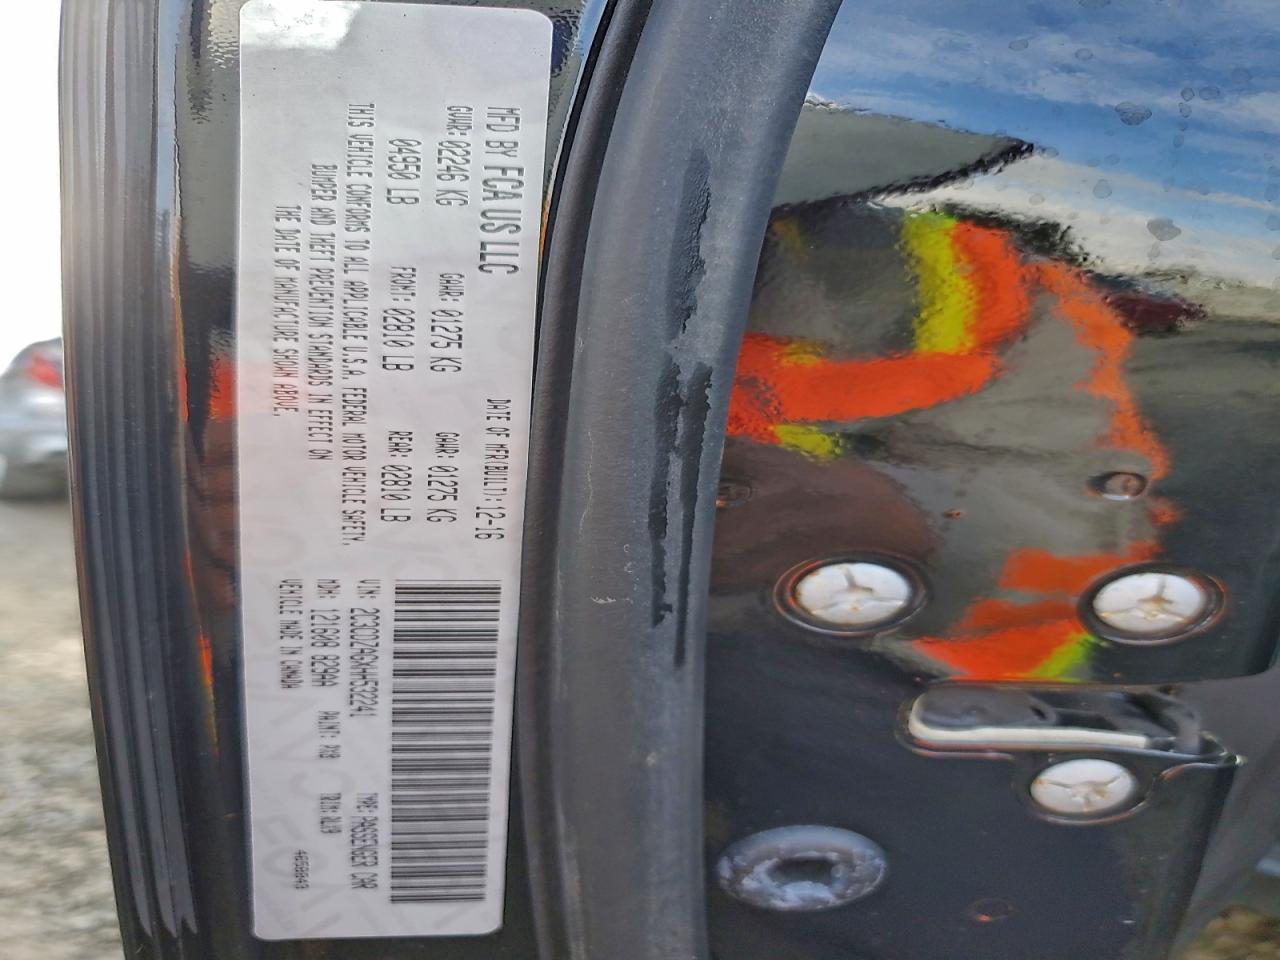 MFD BY FCA US LLC
DATE OF MFR(BUILT): 12-16
GVWR: 02246 KG
GAWR: 01275 KG
GAWR: 01275 KG
04950 LB
FRONT: 02810 LB
REAR: 02810 LB
THIS VEHICLE CONFORMS TO ALL APPLICABLE U.S.A. FEDERAL MOTOR VEHICLE SAFETY,
BUMPER AND THEFT PREVENTION STANDARDS IN EFFECT ON
THE DATE OF MANUFACTURE SHOWN ABOVE.
VIN: 2C3CDZAGXHH532241
TYPE: PASSENGER CAR
MDH: 121608 829AA
PAINT: PX8
TRIM:
VEHICLE MADE IN CANADA